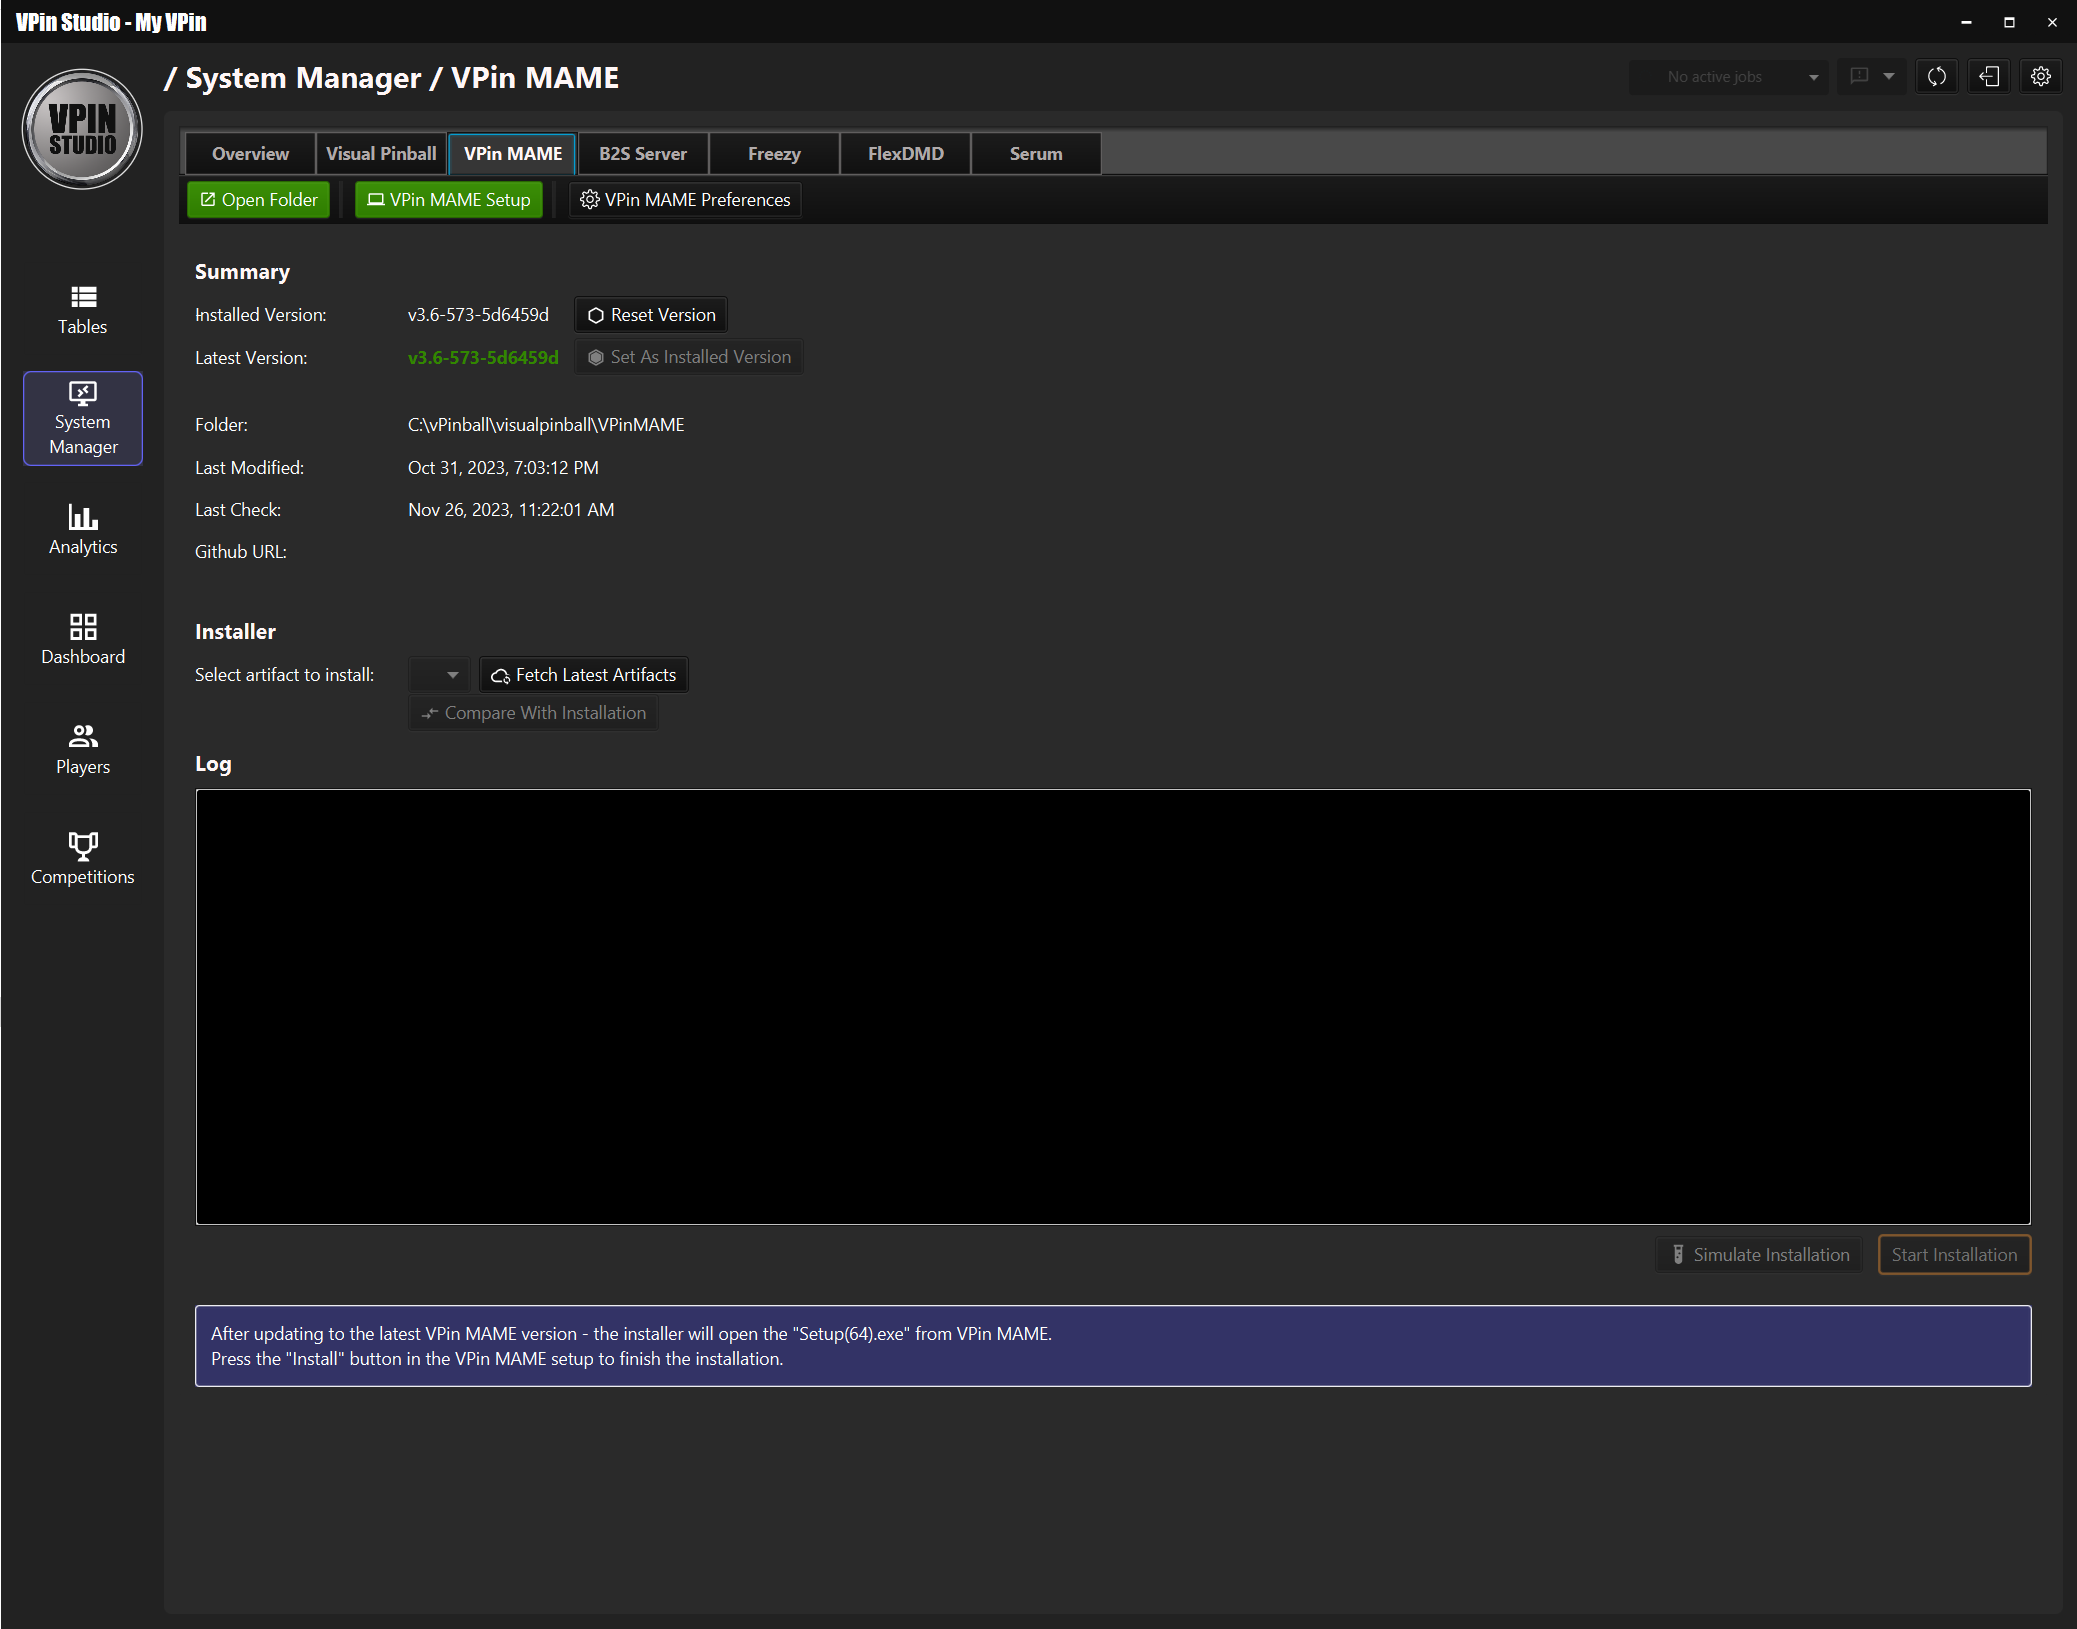 VPin Studio - My VPin
VPIN
STUDIO
/ System Manager / VPin MAME
No active jobs
Overview
Visual Pinball
VPin MAME
B2S Server
Freezy
FlexDMD
Serum
Open Folder
VPin MAME Setup
VPin MAME Preferences
Tables
System
Manager
Analytics
Dashboard
Players
Competitions
Summary
Installed Version:
v3.6-573-5d6459d
Reset Version
Latest Version:
v3.6-573-5d6459d
Set As Installed Version
Folder:
C:\vPinball\visualpinball\VPinMAME
Last Modified:
Oct 31, 2023, 7:03:12 PM
Last Check:
Nov 26, 2023, 11:22:01 AM
Github URL:
Installer
Select artifact to install:
Fetch Latest Artifacts
Compare With Installation
Log
Simulate Installation
Start Installation
After updating to the latest VPin MAME version - the installer will open the "Setup(64).exe" from VPin MAME.
Press the "Install" button in the VPin MAME setup to finish the installation.